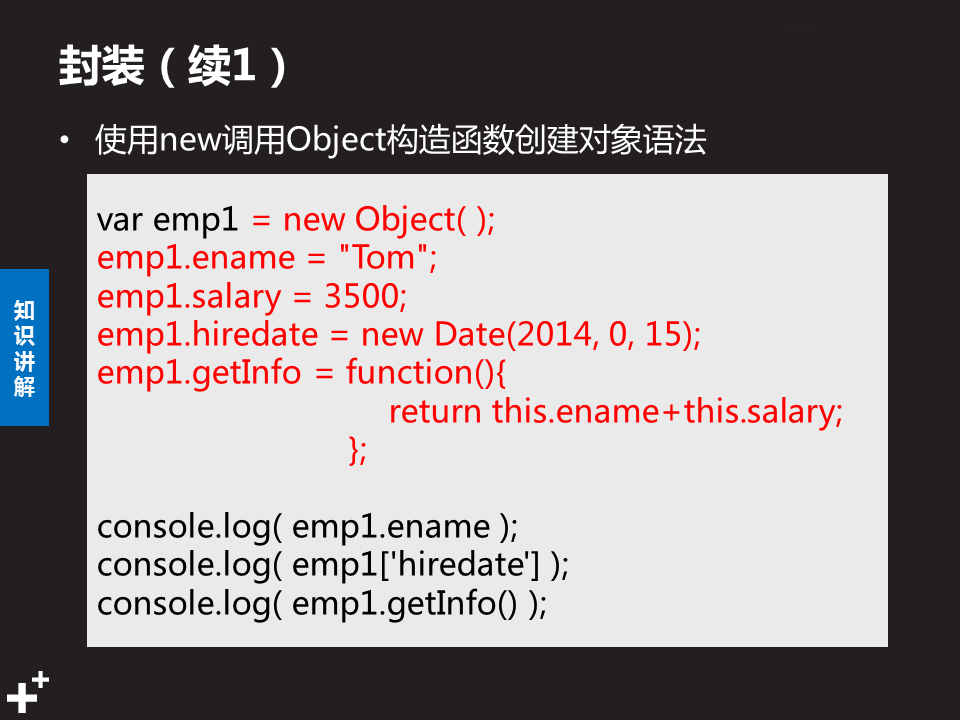 封装（续1）
• 使用new调用Object构造函数创建对象语法
var emp1 = new Object( );
emp1.ename = "Tom";
emp1.salary = 3500;
emp1.hiredate = new Date(2014, 0, 15);
emp1.getInfo = function(){
return this.ename+this.salary;
};
console.log( emp1.ename );
console.log( emp1['hiredate'] );
console.log( emp1.getInfo() );
知
识
讲
解